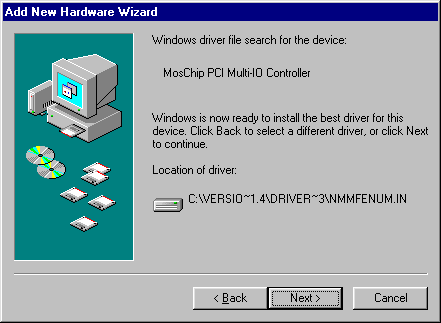 Add New Hardware Wizard
Windows driver file search for the device:
MosChip PCI Multi-IO Controller
Windows is now ready to install the best driver for this
device. Click Back to select a different driver, or click Next
to continue.
Location of driver:
C:\VERSIO~1.4\DRIVER~3\NMMFENUM.IN
< Back
Next >
Cancel